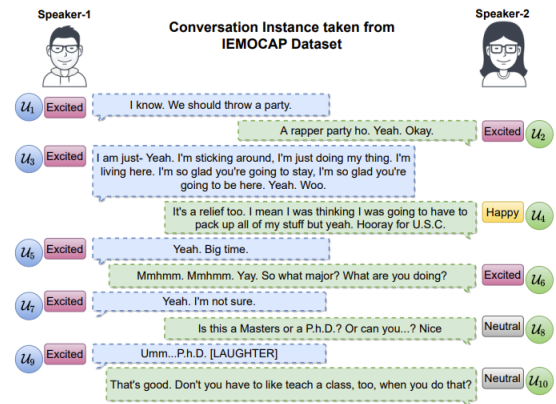 Speaker-1
Conversation Instance taken from
IEMOCAP Dataset
Speaker-2
U1 Excited
I know. We should throw a party.
A rapper party ho. Yeah. Okay.
Excited U2
U3 Excited
I am just- Yeah. I'm sticking around, I'm just doing my thing. I'm
living here. I'm so glad you're going to stay, I'm so glad you're
going to be here. Yeah. Woo.
It's a relief too. I mean I was thinking I was going to have to
pack up all of my stuff but yeah. Hooray for U.S.C.
Happy U4
U5 Excited
Yeah. Big time.
Mmhmm. Mmhmm. Yay. So what major? What are you doing?
Excited U6
U7 Excited
Yeah. I'm not sure.
Is this a Masters or a P.h.D.? Or can you...? Nice
Neutral U8
U9 Excited
Umm...P.h.D. [LAUGHTER]
That's good. Don't you have to like teach a class, too, when you do that?
Neutral U10